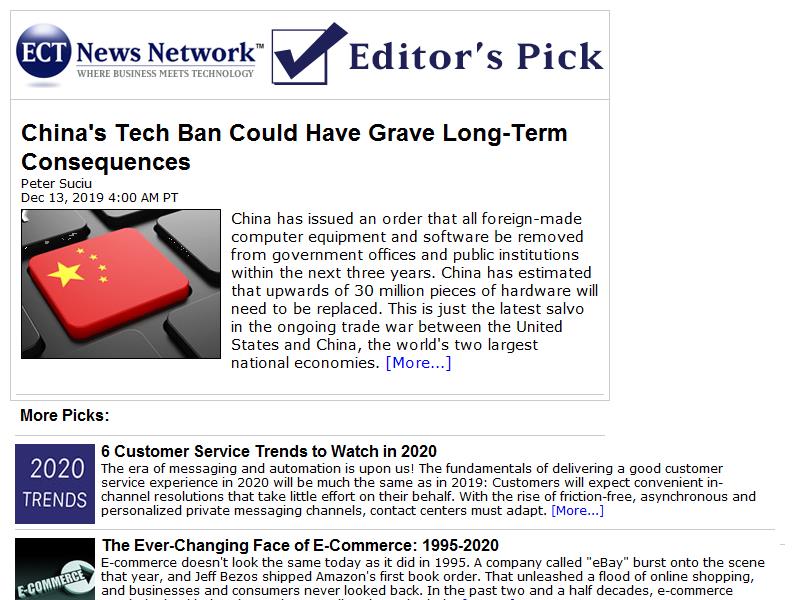 ECT News Network™
WHERE BUSINESS MEETS TECHNOLOGY
Editor's Pick
China's Tech Ban Could Have Grave Long-Term
Consequences
Peter Suciu
Dec 13, 2019 4:00 AM PT
China has issued an order that all foreign-made
computer equipment and software be removed
from government offices and public institutions
within the next three years. China has estimated
that upwards of 30 million pieces of hardware will
need to be replaced. This is just the latest salvo
in the ongoing trade war between the United
States and China, the world's two largest
national economies. [More...]
More Picks:
2020
TRENDS
6 Customer Service Trends to Watch in 2020
The era of messaging and automation is upon us! The fundamentals of delivering a good customer
service experience in 2020 will be much the same as in 2019: Customers will expect convenient in-
channel resolutions that take little effort on their behalf. With the rise of friction-free, asynchronous and
personalized private messaging channels, contact centers must adapt. [More...]
E-COMMERCE
The Ever-Changing Face of E-Commerce: 1995-2020
E-commerce doesn't look the same today as it did in 1995. A company called "eBay" burst onto the scene
that year, and Jeff Bezos shipped Amazon's first book order. That unleashed a flood of online shopping,
and businesses and consumers never looked back. In the past two and a half decades, e-commerce